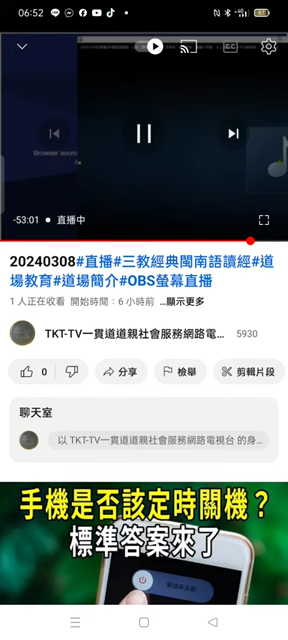 06:52
CC
Browser sourc
-53:01 ● 直播中
20240308#直播#三教經典閩南語讀經#道
場教育#道場簡介#OBS螢幕直播
1 人正在收看 開始時間：6 小時前 ...顯示更多
TKT-TV一貫道道親社會服務網路電... 5930
0 分享 檢舉 剪輯片段
聊天室
以 TKT-TV一貫道道親社會服務網路電視台 的身...
手機是否該定時關機？
標準答案來了